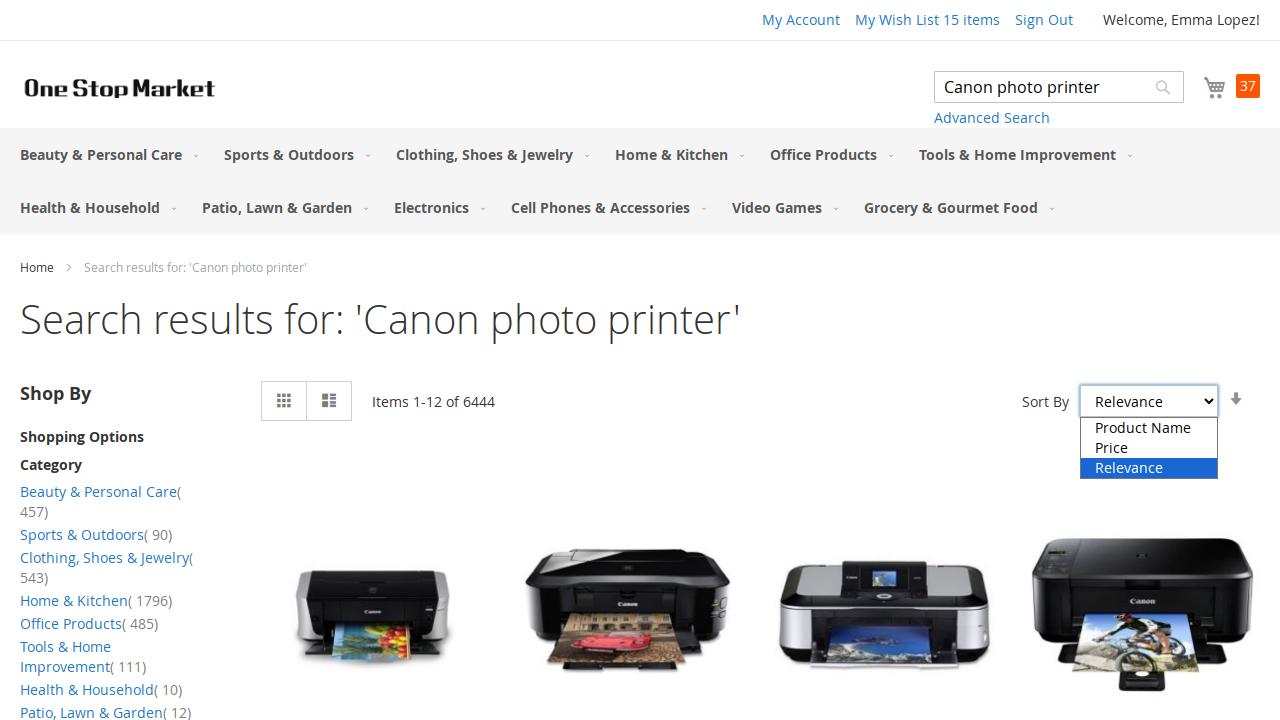 My Account My Wish List 15 items Sign Out Welcome, Emma Lopez!
One Stop Market
Canon photo printer
37
Advanced Search
Beauty & Personal Care Sports & Outdoors Clothing, Shoes & Jewelry Home & Kitchen Office Products Tools & Home Improvement
Health & Household Patio, Lawn & Garden Electronics Cell Phones & Accessories Video Games Grocery & Gourmet Food
Home Search results for: 'Canon photo printer'
Search results for: 'Canon photo printer'
Shop By
Items 1-12 of 6444
Sort By Relevance
Product Name
Price
Relevance
Shopping Options
Category
Beauty & Personal Care( 
457)
Sports & Outdoors( 90)
Clothing, Shoes & Jewelry( 
543)
Home & Kitchen( 1796)
Office Products( 485)
Tools & Home
Improvement( 111)
Health & Household( 10)
Patio, Lawn & Garden( 12)
Canon
Canon
Canon
Canon